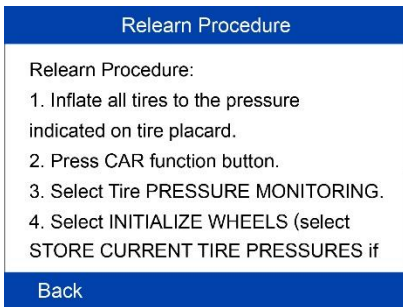 Relearn Procedure
Relearn Procedure:
1. Inflate all tires to the pressure
indicated on tire placard.
2. Press CAR function button.
3. Select Tire PRESSURE MONITORING.
4. Select INITIALIZE WHEELS (select
STORE CURRENT TIRE PRESSURES if
Back